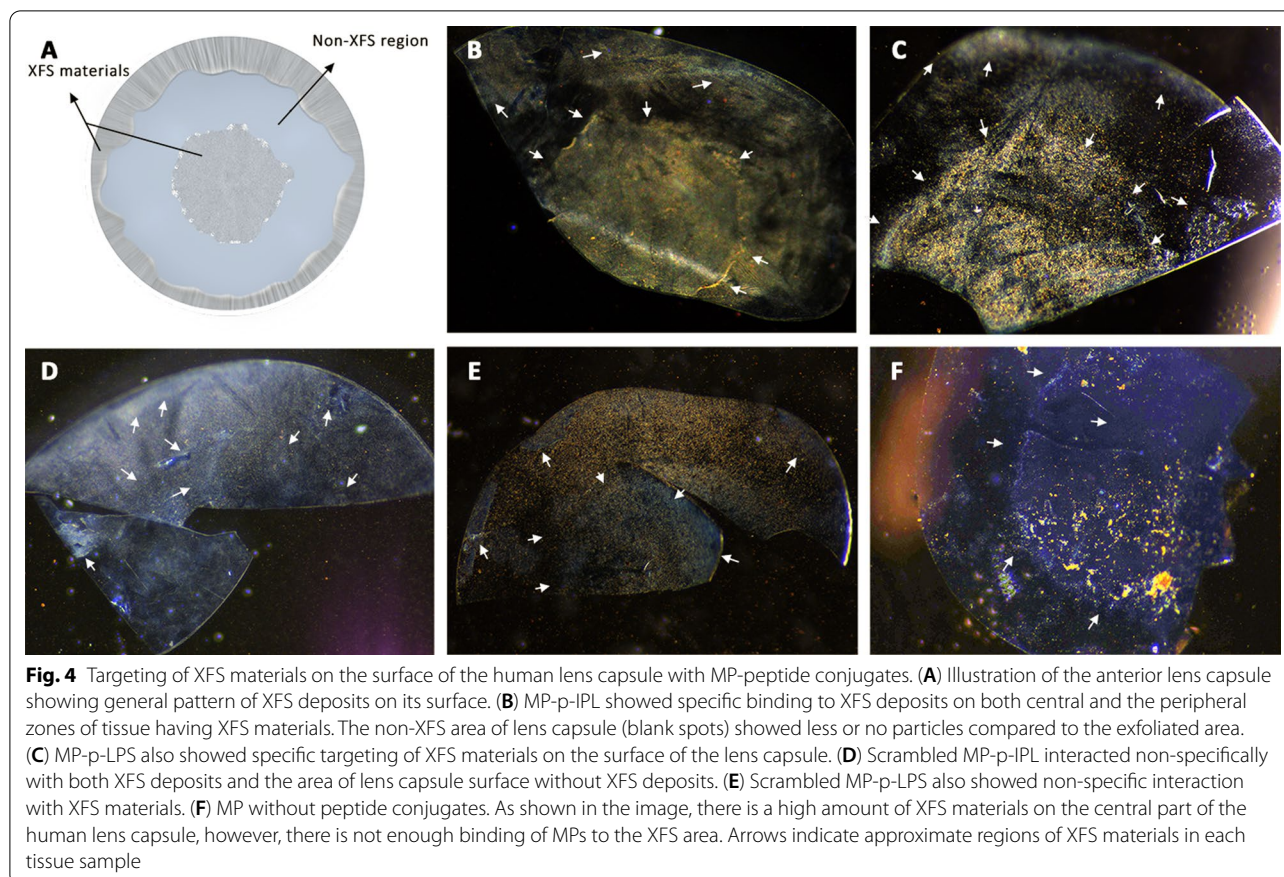 A
Non-XFS region
XFS materials
B
C
D
E
F
Fig. 4 Targeting of XFS materials on the surface of the human lens capsule with MP-peptide conjugates. (A) Illustration of the anterior lens capsule
showing general pattern of XFS deposits on its surface. (B) MP-p-IPL showed specific binding to XFS deposits on both central and the peripheral
zones of tissue having XFS materials. The non-XFS area of lens capsule (blank spots) showed less or no particles compared to the exfoliated area.
(C) MP-p-LPS also showed specific targeting of XFS materials on the surface of the lens capsule. (D) Scrambled MP-p-IPL interacted non-specifically
with both XFS deposits and the area of lens capsule surface without XFS deposits. (E) Scrambled MP-p-LPS also showed non-specific interaction
with XFS materials. (F) MP without peptide conjugates. As shown in the image, there is a high amount of XFS materials on the central part of the
human lens capsule, however, there is not enough binding of MPs to the XFS area. Arrows indicate approximate regions of XFS materials in each
tissue sample